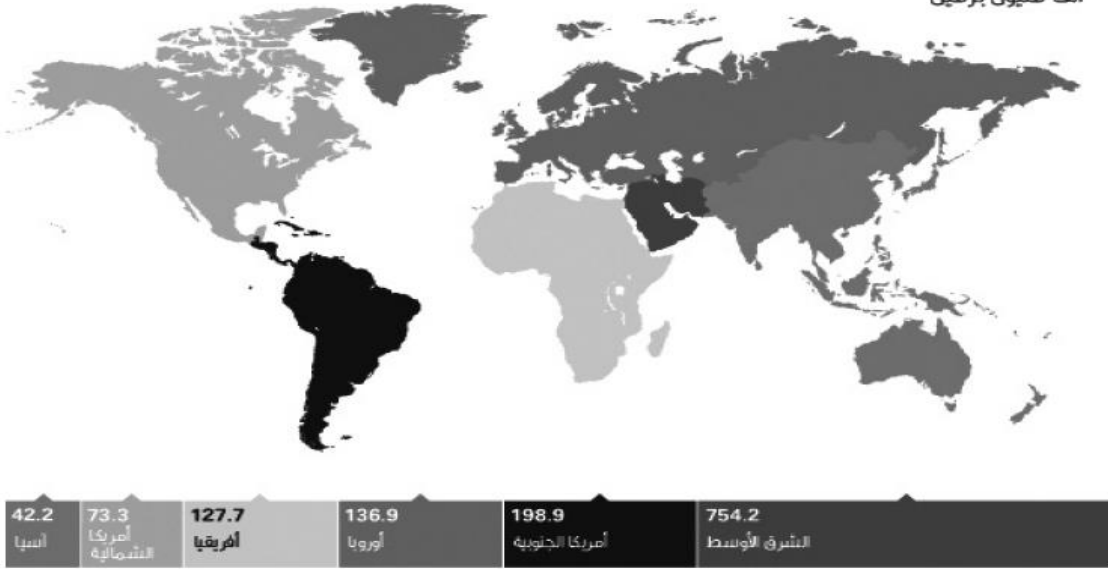 42.2
آسيا
73.3
أمريكا
الشمالية
127.7
أفريقيا
136.9
أوروبا
198.9
أمريكا الجنوبية
754.2
الشرق الأوسط